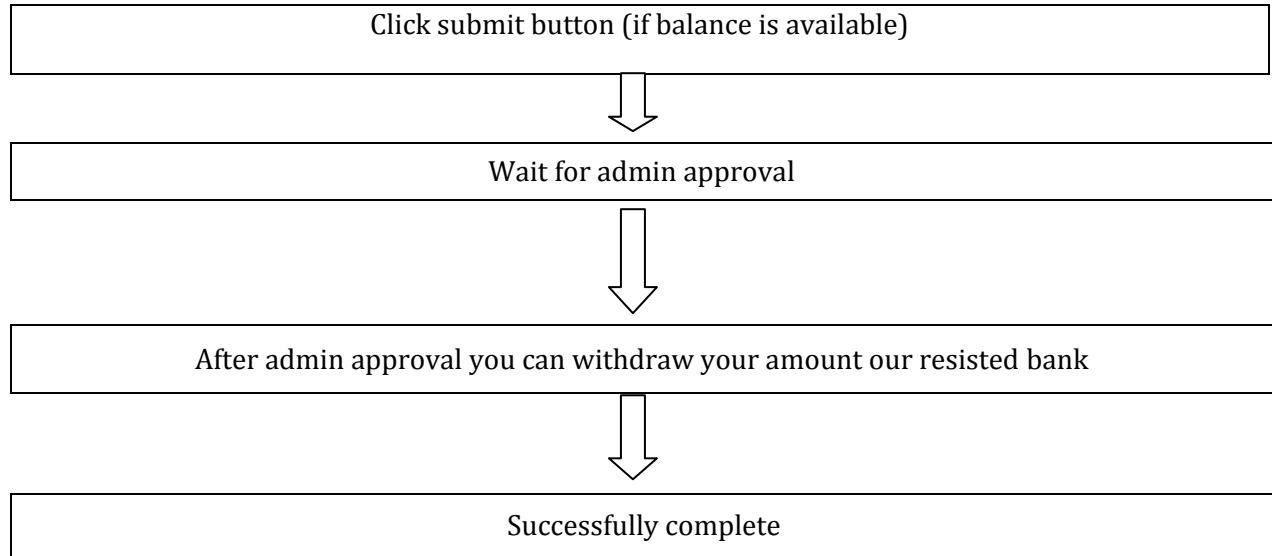 Click submit button (if balance is available)
Wait for admin approval
After admin approval you can withdraw your amount our resisted bank
Successfully complete